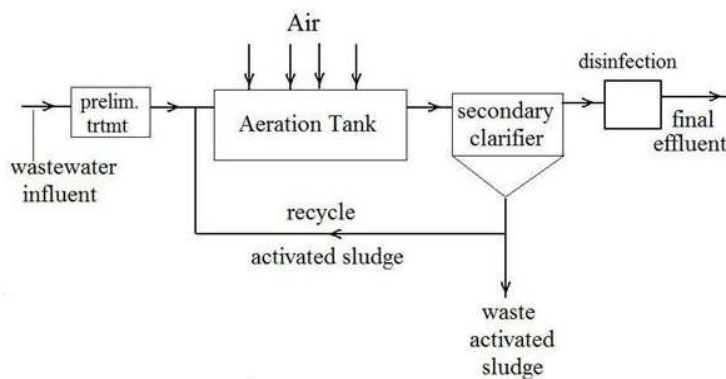 Air
disinfection
prelim.
trtmt
Aeration Tank
secondary
clarifier
final
effluent
wastewater
influent
recycle
activated sludge
waste
activated
sludge